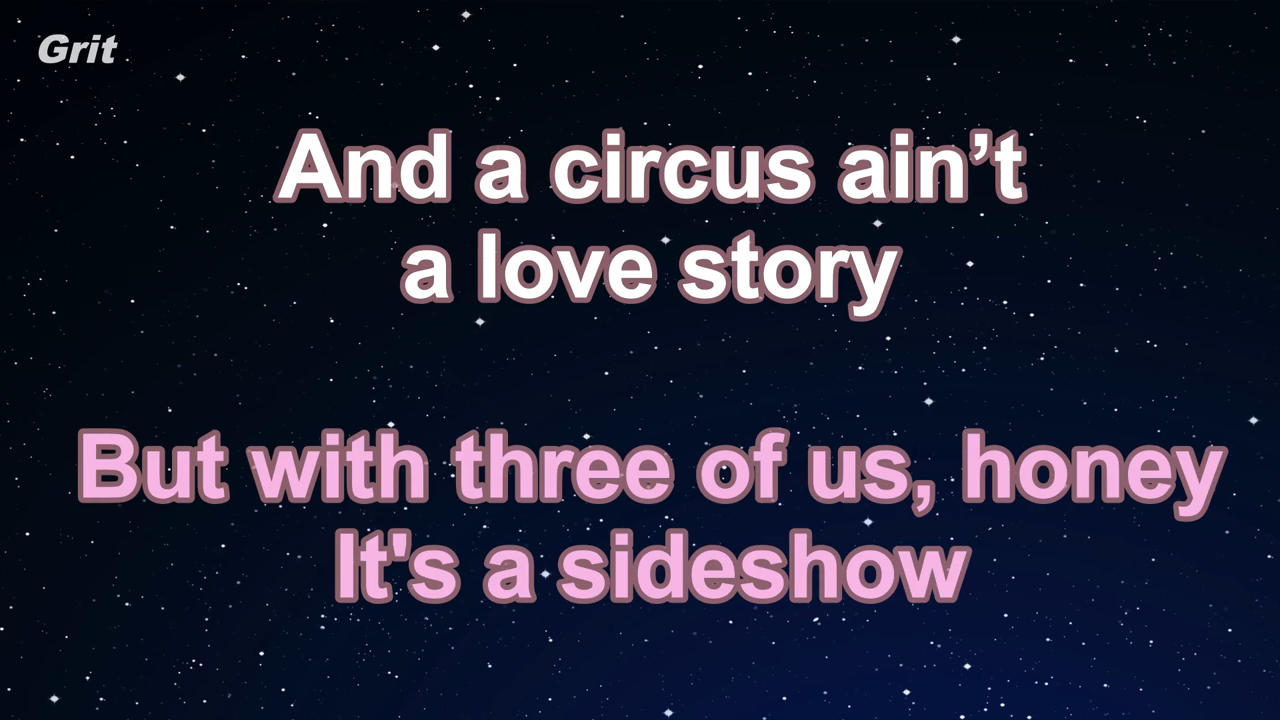 Grit
And a circus ain’t
a love story
But with three of us, honey
It's a sideshow